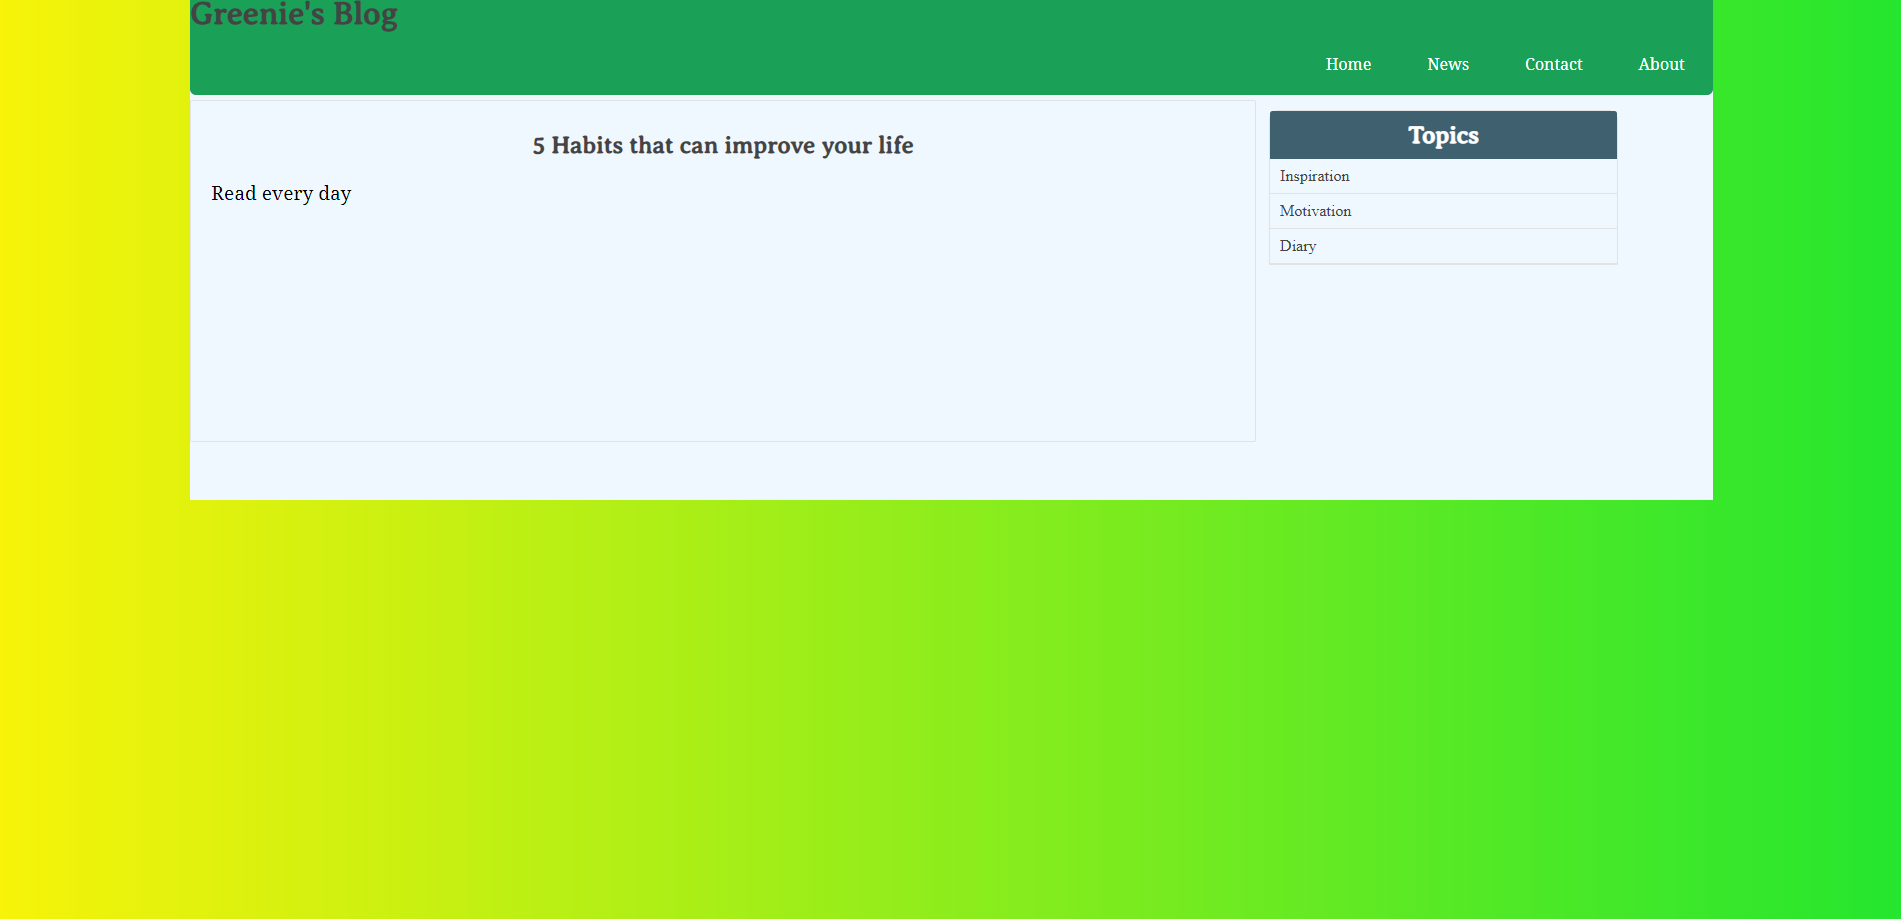 Greenie's Blog
Home News Contact About
5 Habits that can improve your life
Read every day
Topics
Inspiration
Motivation
Diary